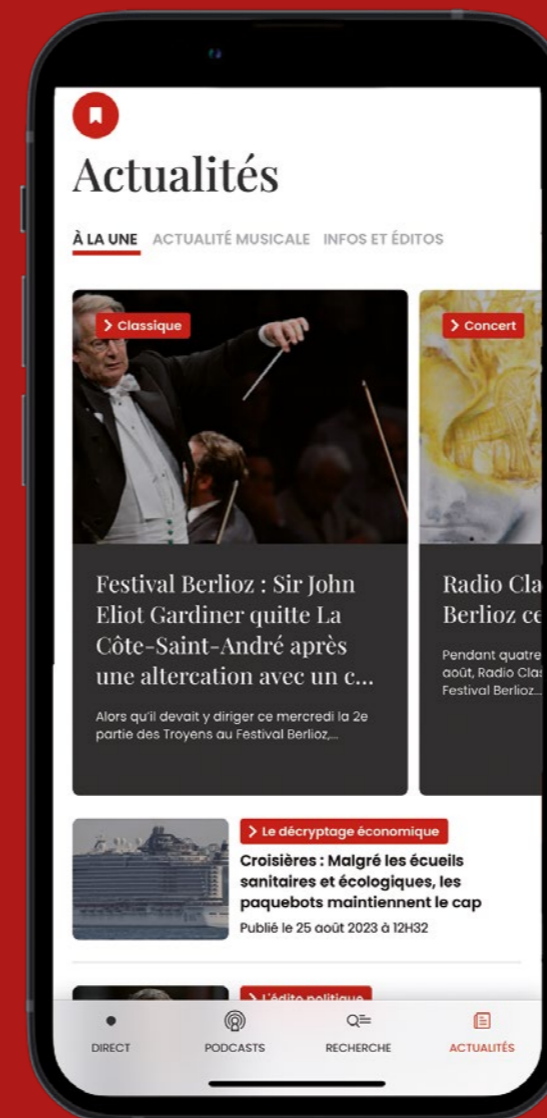 Actualités
À LA UNE ACTUALITÉ MUSICALE INFOS ET ÉDITOS
Classique
Festival Berlioz : Sir John
Eliot Gardiner quitte La
Côte-Saint-André après
une altercation avec un c...
Alors qu'il devait y diriger ce mercredi la 2e
partie des Troyens au Festival Berlioz,...
Concert
Radio Cla
Berlioz ce
Pendant quatre
août, Radio Clas
Festival Berlioz...
Le décryptage économique
Croisières : Malgré les écueils
sanitaires et écologiques, les
paquebots maintiennent le cap
Publié le 25 août 2023 à 12H32
L'édito politique
DIRECT PODCASTS RECHERCHE ACTUALITÉS